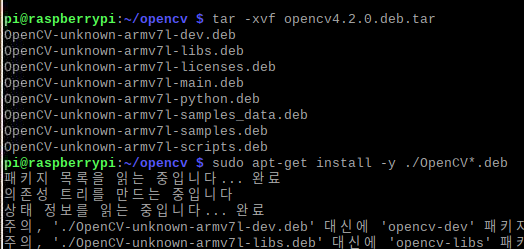 pi@raspberrypi:~/opencv $ tar -xvf opencv4.2.0.deb.tar
OpenCV-unknown-armv7l-dev.deb
OpenCV-unknown-armv7l-libs.deb
OpenCV-unknown-armv7l-licenses.deb
OpenCV-unknown-armv7l-main.deb
OpenCV-unknown-armv7l-python.deb
OpenCV-unknown-armv7l-samples_data.deb
OpenCV-unknown-armv7l-samples.deb
OpenCV-unknown-armv7l-scripts.deb
pi@raspberrypi:~/opencv $ sudo apt-get install -y ./OpenCV*.deb
패키지 목록을 읽는 중입니다... 완료
의존성 트리를 만드는 중입니다
상태 정보를 읽는 중입니다... 완료
주의, './OpenCV-unknown-armv7l-dev.deb' 대신에 'opencv-dev' 패키지
주의, './OpenCV-unknown-armv7l-libs.deb' 대신에 'opencv-libs' 패